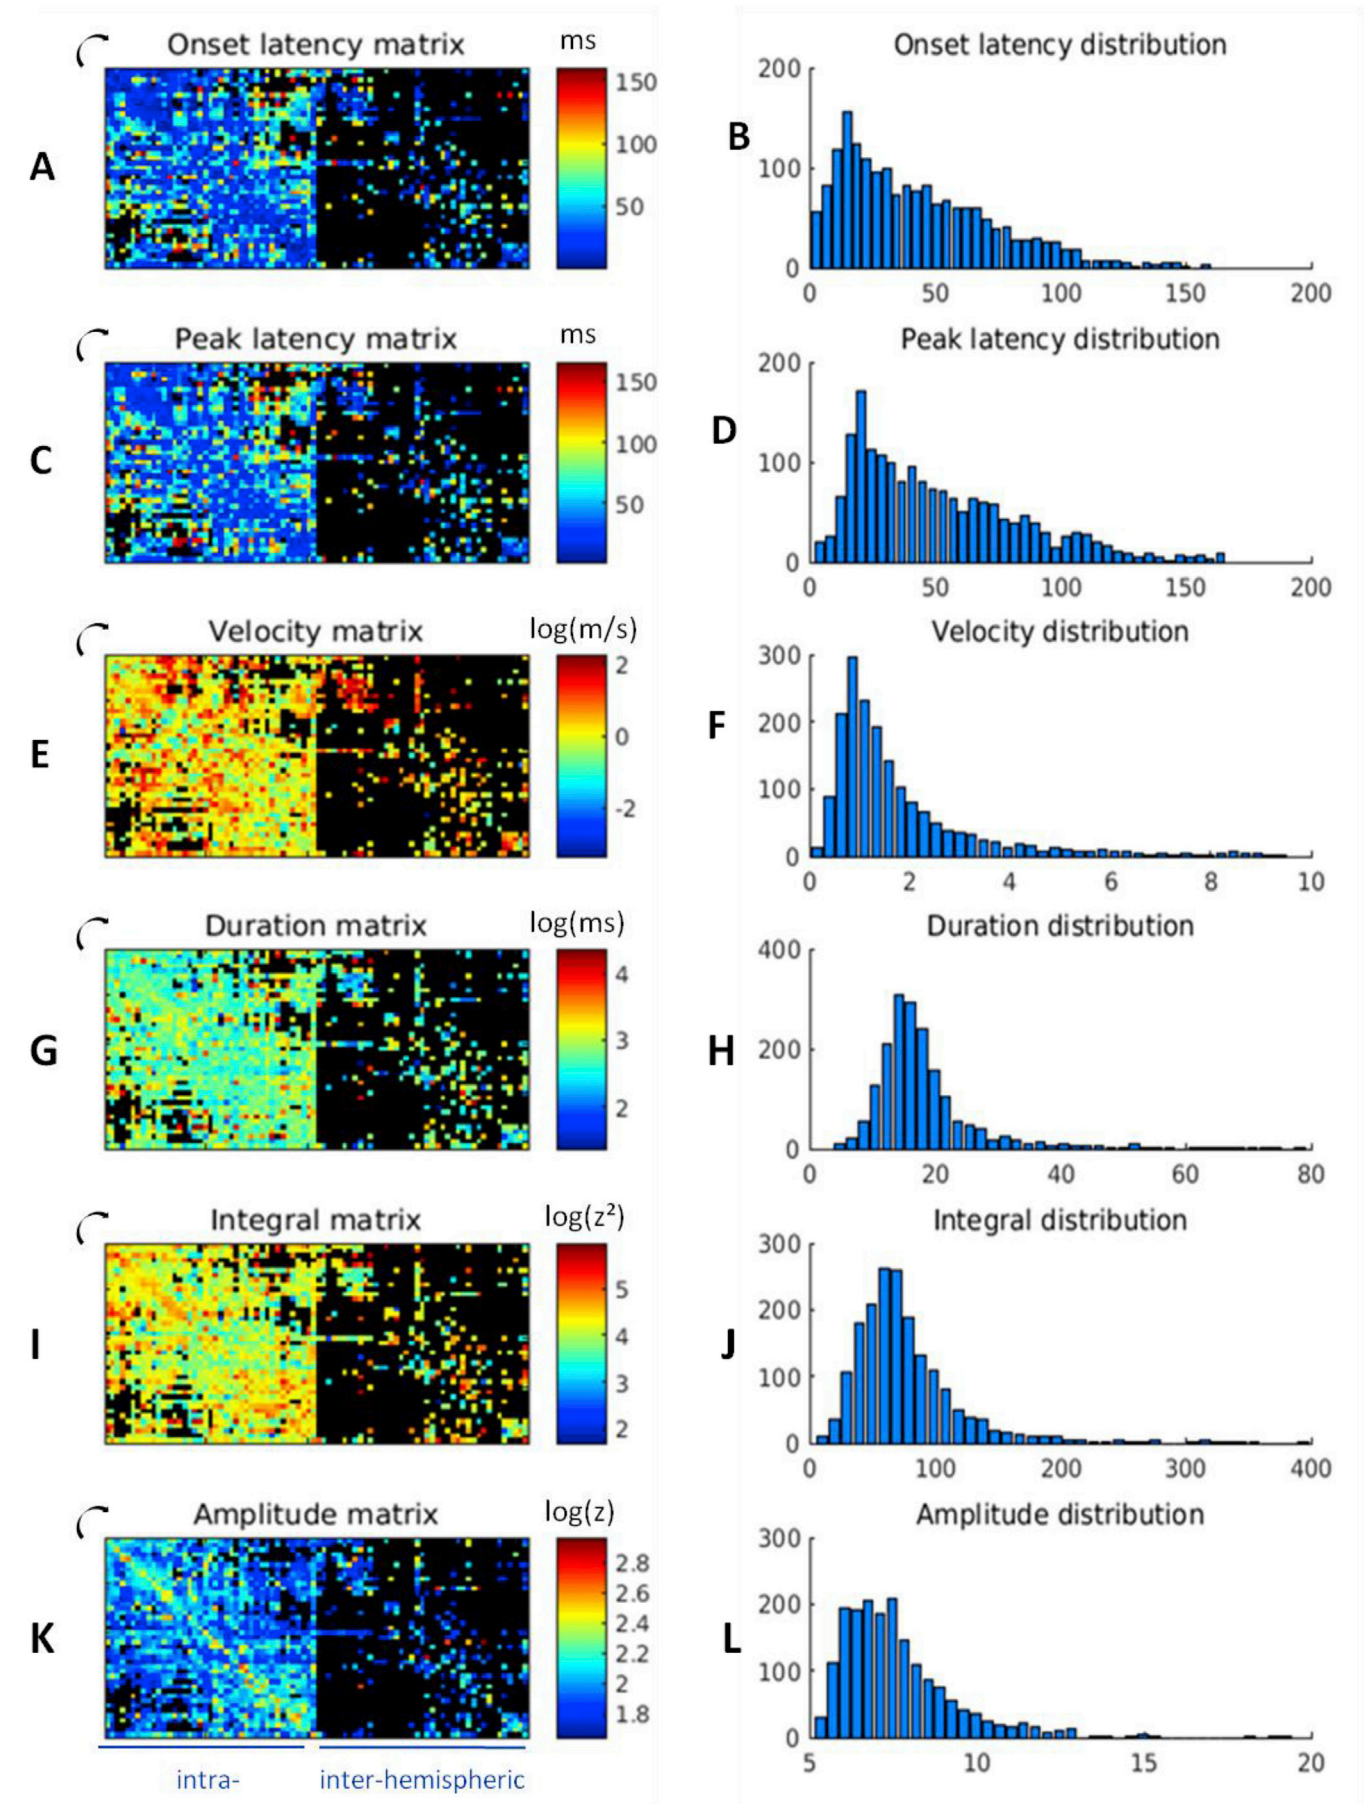 Onset latency matrix
ms
A
150
100
50
Onset latency distribution
B
200
100
0
0 50 100 150 200
Peak latency matrix
ms
C
150
100
50
Peak latency distribution
D
200
100
0
0 50 100 150 200
Velocity matrix
log(m/s)
E
2
0
-2
Velocity distribution
F
300
200
100
0
0 2 4 6 8 10
Duration matrix
log(ms)
G
4
3
2
Duration distribution
H
400
200
0
0 20 40 60 80
Integral matrix
log(z²)
I
5
4
3
2
Integral distribution
J
300
200
100
0
0 100 200 300 400
Amplitude matrix
log(z)
K
2.8
2.6
2.4
2.2
2
1.8
intra- inter-hemispheric
Amplitude distribution
L
300
200
100
0
5 10 15 20